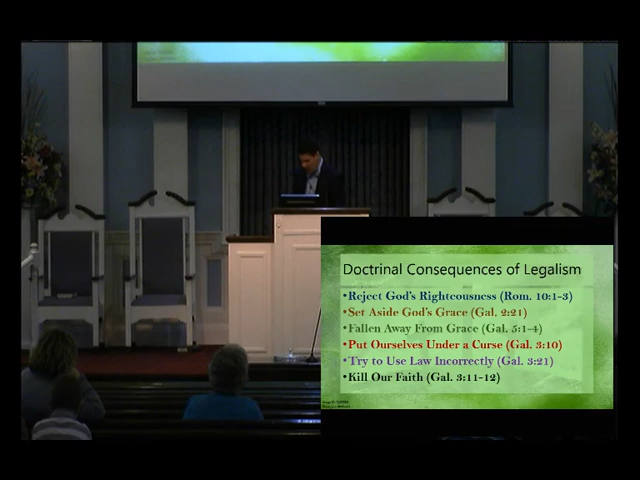 Doctrinal Consequences of Legalism
•Reject God's Righteousness (Rom. 10:1-3)
•Set Aside God's Grace (Gal. 2:21)
•Fallen Away From Grace (Gal. 5:1-4)
•Put Ourselves Under a Curse (Gal. 3:10)
•Try to Use Law Incorrectly (Gal. 3:21)
•Kill Our Faith (Gal. 3:11-12)